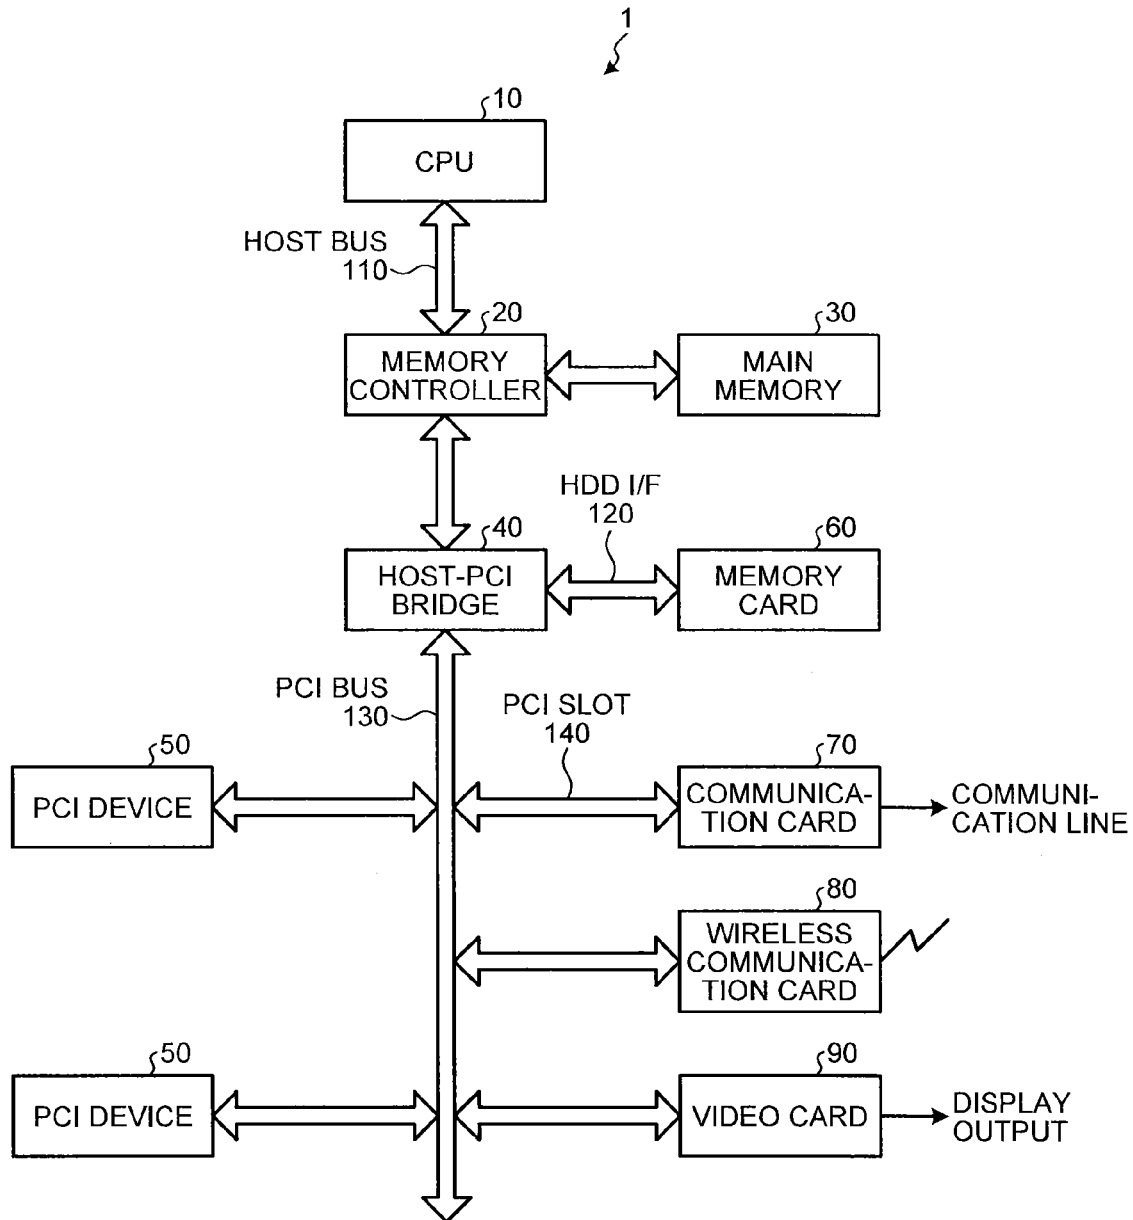 1
10
CPU
HOST BUS
110
20
MEMORY
CONTROLLER
30
MAIN
MEMORY
HDD I/F
120
40
HOST-PCI
BRIDGE
60
MEMORY
CARD
PCI BUS
130
PCI SLOT
140
50
PCI DEVICE
70
COMMUNICA-
TION CARD
COMMUNI-
CATION LINE
80
WIRELESS
COMMUNICA-
TION CARD
50
PCI DEVICE
90
VIDEO CARD
DISPLAY
OUTPUT